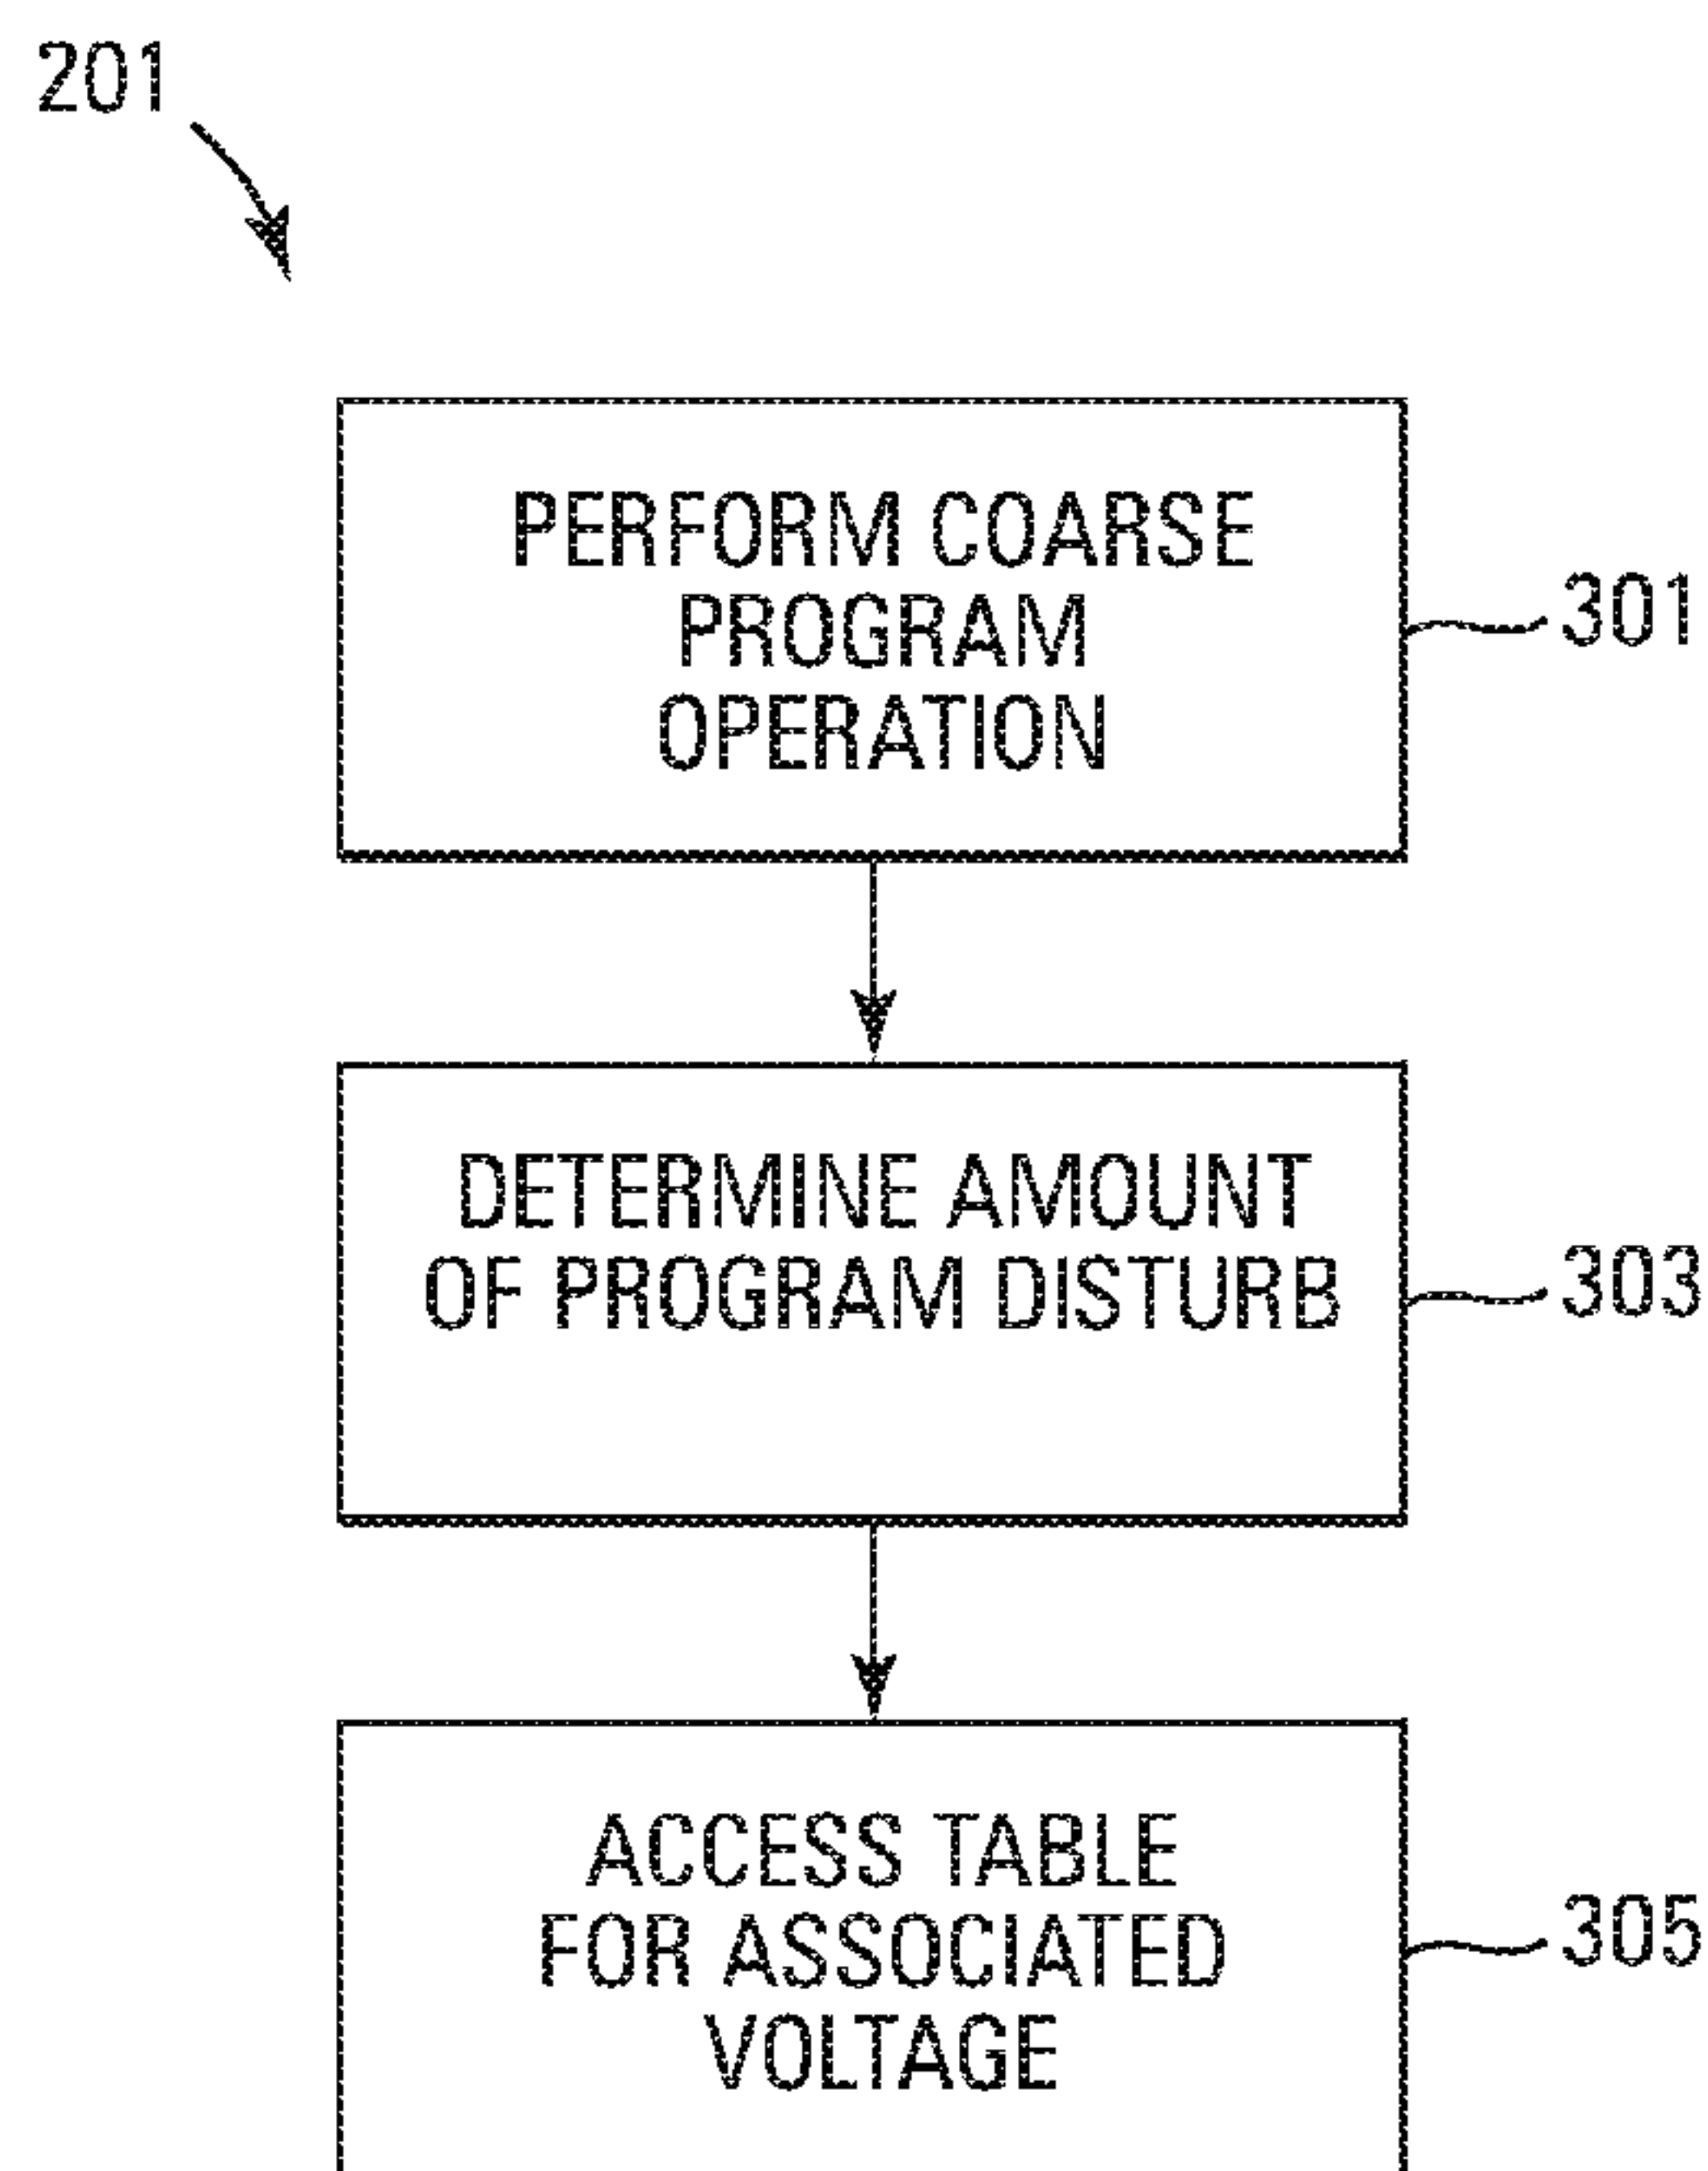 201
PERFORM COARSE
PROGRAM
OPERATION
301
DETERMINE AMOUNT
OF PROGRAM DISTURB
303
ACCESS TABLE
FOR ASSOCIATED
VOLTAGE
305